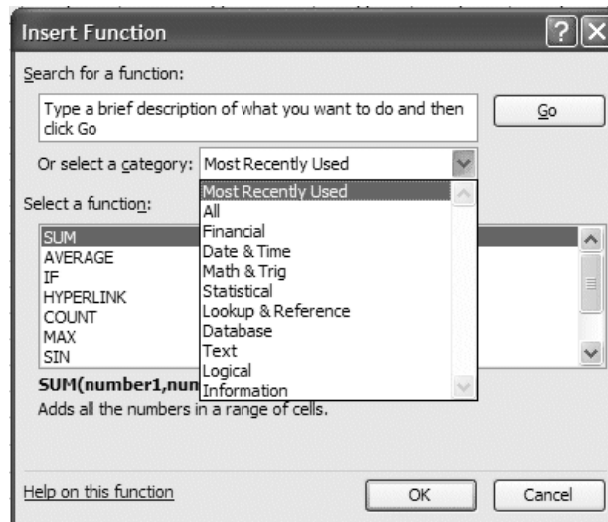 Insert Function
Search for a function:
Type a brief description of what you want to do and then
click Go
Go
Or select a category:
Most Recently Used
Most Recently Used
All
Financial
Date & Time
Math & Trig
Statistical
Lookup & Reference
Database
Text
Logical
Information
Select a function:
SUM
AVERAGE
IF
HYPERLINK
COUNT
MAX
SIN
SUM(number1,num
Adds all the numbers in a range of cells.
Help on this function
OK
Cancel